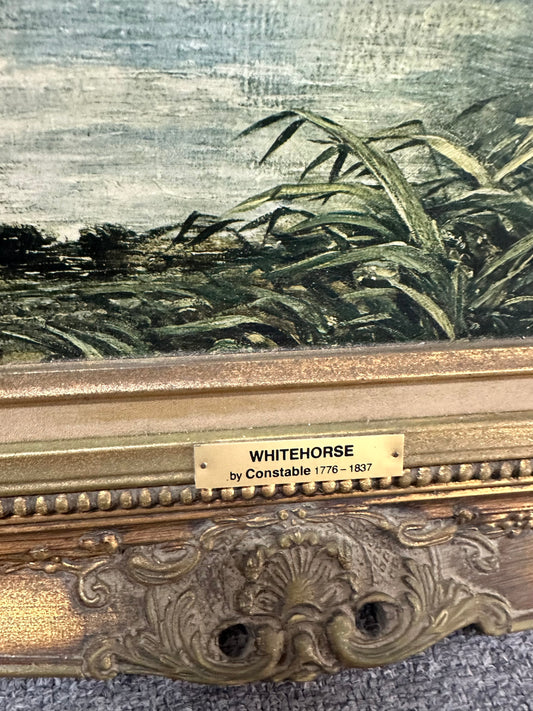 WHITEHORSE
by Constable 1776 – 1837